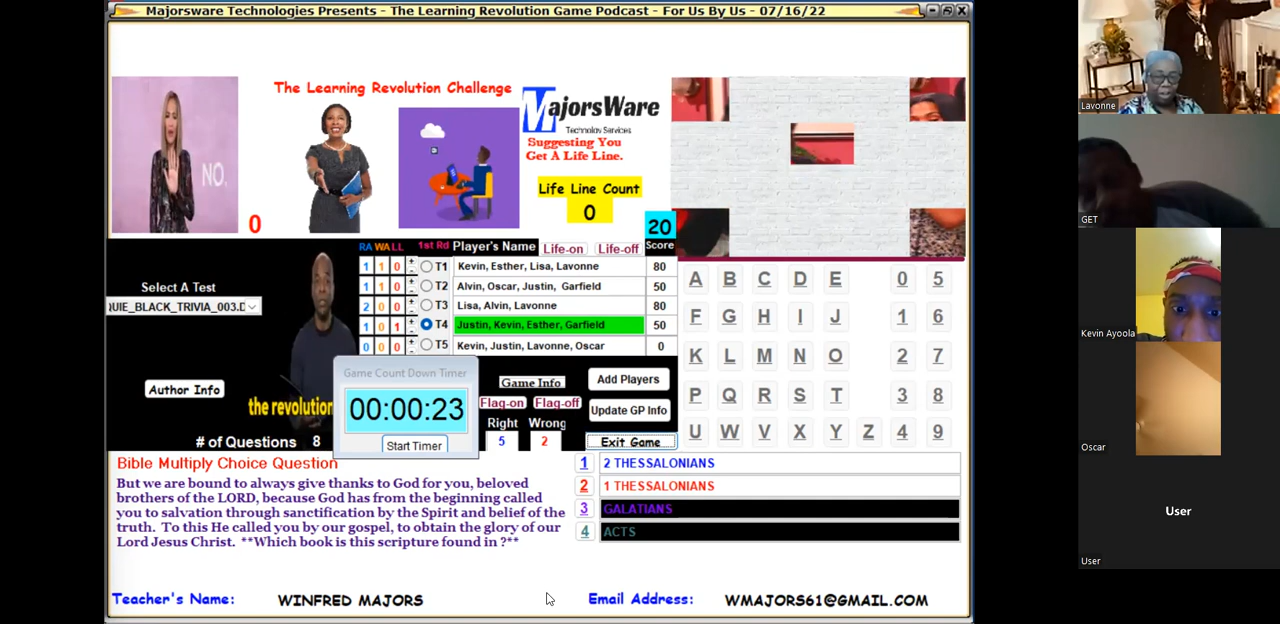 Majorsware Technologies Presents - The Learning Revolution Game Podcast - For Us By Us - 07/16/22
The Learning Revolution Challenge
MajorsWare
Technology Services
NO.
Suggesting You
Get A Life Line.
Life Line Count
0
0
20
RA WA LL
1st Rd Player's Name Life-on Life-off Score
1 1 0 + - T1 Kevin, Esther, Lisa, Lavonne 80
1 1 0 + - T2 Alvin, Oscar, Justin, Garfield 50
2 0 0 + - T3 Lisa, Alvin, Lavonne 80
1 0 1 + - T4 Justin, Kevin, Esther, Garfield 50
0 0 0 + - T5 Kevin, Justin, Lavonne, Oscar 0
Select A Test
QUIE_BLACK_TRIVIA_003.D
Author Info
the revolution
# of Questions 8
Game Count Down Timer
00:00:23
Start Timer
Game Info
Flag-on Flag-off
Right Wrong
5 2
Add Players
Update GP Info
Exit Game
A B C D E 0 5
F G H I J 1 6
K L M N O 2 7
P Q R S T 3 8
U W V X Y Z 4 9
Bible Multiply Choice Question
But we are bound to always give thanks to God for you, beloved
brothers of the LORD, because God has from the beginning called
you to salvation through sanctification by the Spirit and belief of the
truth. To this He called you by our gospel, to obtain the glory of our
Lord Jesus Christ. **Which book is this scripture found in ?**
1 2 THESSALONIANS
2 1 THESSALONIANS
3 GALATIANS
4 ACTS
Teacher's Name: WINFRED MAJORS Email Address: WMAJORS61@GMAIL.COM
Lavonne
GET
Kevin Ayoola
Oscar
User
User